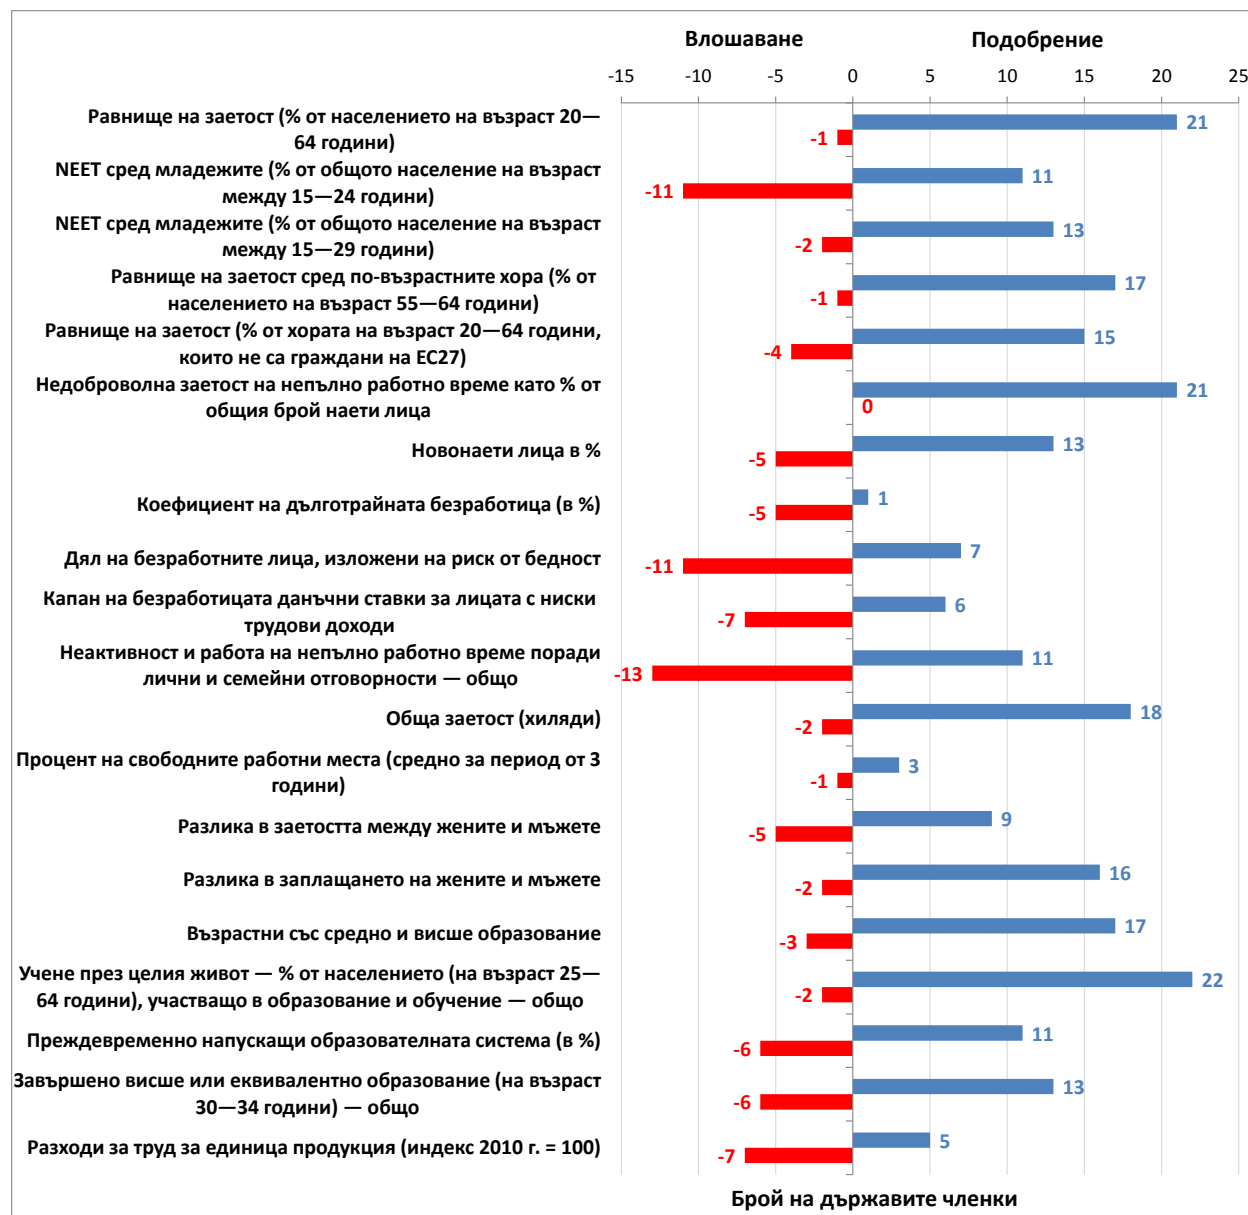 Влошаване Подобрение
-15 -10 -5 0 5 10 15 20 25
Равнище на заетост (% от населението на възраст 20—
64 години)
21
-1
NEET сред младежите (% от общото население на възраст
между 15—24 години)
11
-11
NEET сред младежите (% от общото население на възраст
между 15—29 години)
13
-2
Равнище на заетост сред по-възрастните хора (% от
населението на възраст 55—64 години)
17
-1
Равнище на заетост (% от хората на възраст 20—64 години,
които не са граждани на ЕС27)
15
-4
Недоброволна заетост на непълно работно време като % от
общия брой наети лица
21
0
Новонаети лица в %
13
-5
Коефициент на дълготрайната безработица (в %)
1
-5
Дял на безработните лица, изложени на риск от бедност
7
-11
Капан на безработицата данъчни ставки за лицата с ниски
трудови доходи
6
-7
Неактивност и работа на непълно работно време поради
лични и семейни отговорности — общо
11
-13
Обща заетост (хиляди)
18
-2
Процент на свободните работни места (средно за период от 3
години)
3
-1
Разлика в заетостта между жените и мъжете
9
-5
Разлика в заплащането на жените и мъжете
16
-2
Възрастни със средно и висше образование
17
-3
Учене през целия живот — % от населението (на възраст 25—
64 години), участващо в образование и обучение — общо
22
-2
Преждевременно напускащи образователната система (в %)
11
-6
Завършено висше или еквивалентно образование (на възраст
30—34 години) — общо
13
-6
Разходи за труд за единица продукция (индекс 2010 г. = 100)
5
-7
Брой на държавите членки